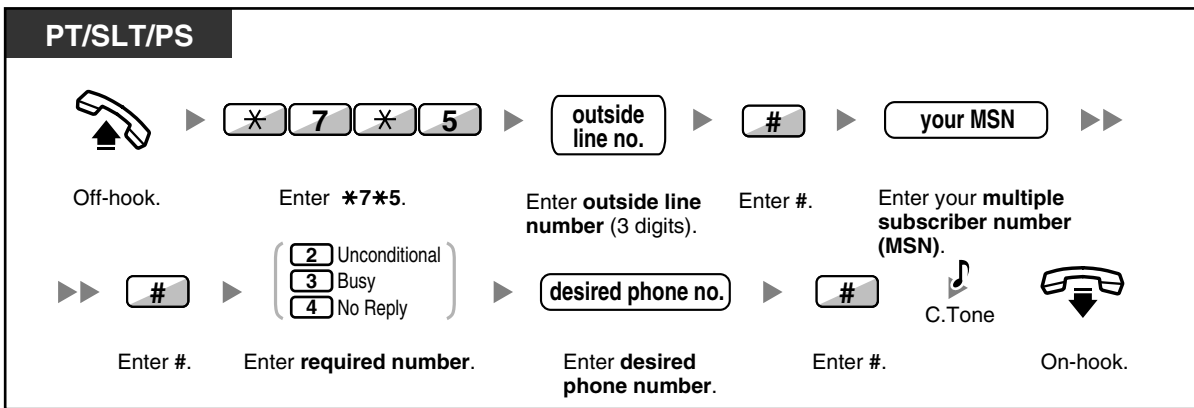 PT/SLT/PS
* 7 * 5
outside
line no.
#
your MSN
Off-hook.
Enter *7*5.
Enter outside line
number (3 digits).
Enter #.
Enter your multiple
subscriber number
(MSN).
#
2 Unconditional
3 Busy
4 No Reply
desired phone no.
#
C.Tone
Enter #.
Enter required number.
Enter desired
phone number.
Enter #.
On-hook.